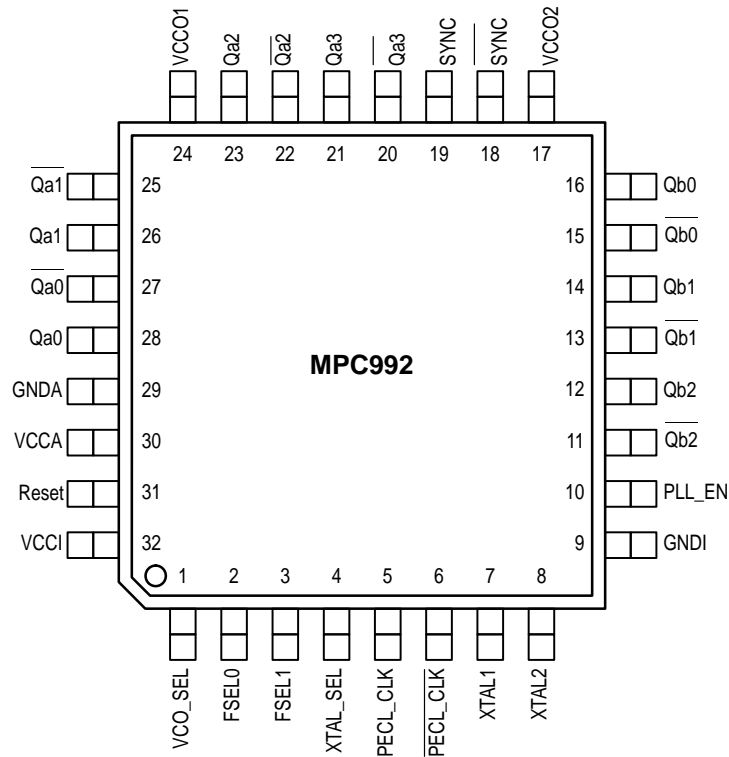 VCCO1
Qa2
Qa2
Qa3
Qa3
SYNC
SYNC
VCCO2
24 23 22 21 20 19 18 17
Qa1 25 16 Qb0
Qa1 26 15 Qb0
Qa0 27 14 Qb1
Qa0 28 13 Qb1
MPC992
GNDA 29 12 Qb2
VCCA 30 11 Qb2
Reset 31 10 PLL_EN
VCCI 32 9 GNDI
1 2 3 4 5 6 7 8
VCO_SEL
FSEL0
FSEL1
XTAL_SEL
PECL_CLK
PECL_CLK
XTAL1
XTAL2